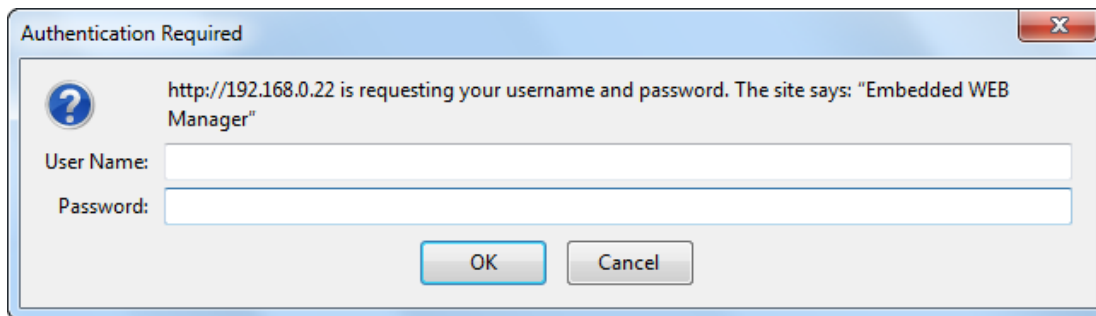 Authentication Required
http://192.168.0.22 is requesting your username and password. The site says: “Embedded WEB
Manager”
User Name:
Password:
OK
Cancel